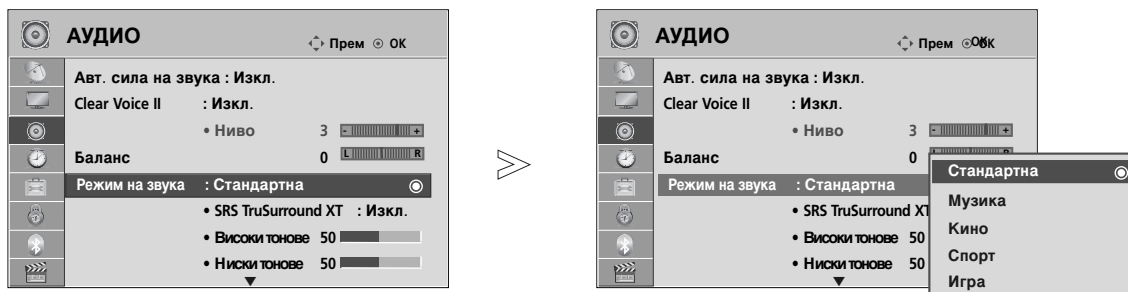 АУДИО
Прем OK
Авт. сила на звука : Изкл.
Clear Voice II : Изкл.
• Ниво 3 - +
Баланс 0 L R
Режим на звука : Стандартна
• SRS TruSurround XT : Изкл.
• Високи тонове 50
• Ниски тонове 50
АУДИО
Прем
Авт. сила на звука : Изкл.
Clear Voice II : Изкл.
• Ниво 3 - +
Баланс 0
Режим на звука : Стандартна
• SRS TruSurround XT
• Високи тонове 50
• Ниски тонове 50
Стандартна
Музика
Кино
Спорт
Игра